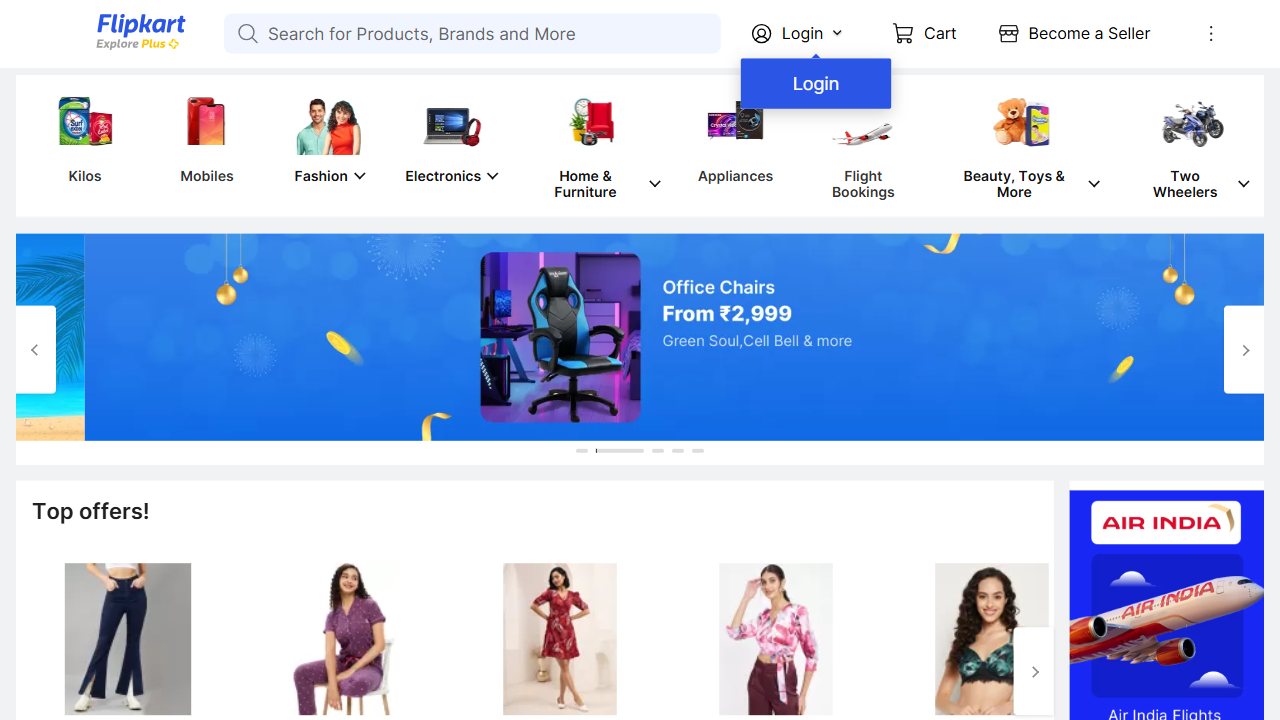 Flipkart
Explore Plus
Search for Products, Brands and More
Login
Cart
Become a Seller
Login
Kilos
Mobiles
Fashion
Electronics
Home &
Furniture
Appliances
Flight
Bookings
Beauty, Toys &
More
Two
Wheelers
Office Chairs
From ₹2,999
Green Soul,Cell Bell & more
Top offers!
AIR INDIA
AIR INDIA
Air India Flights